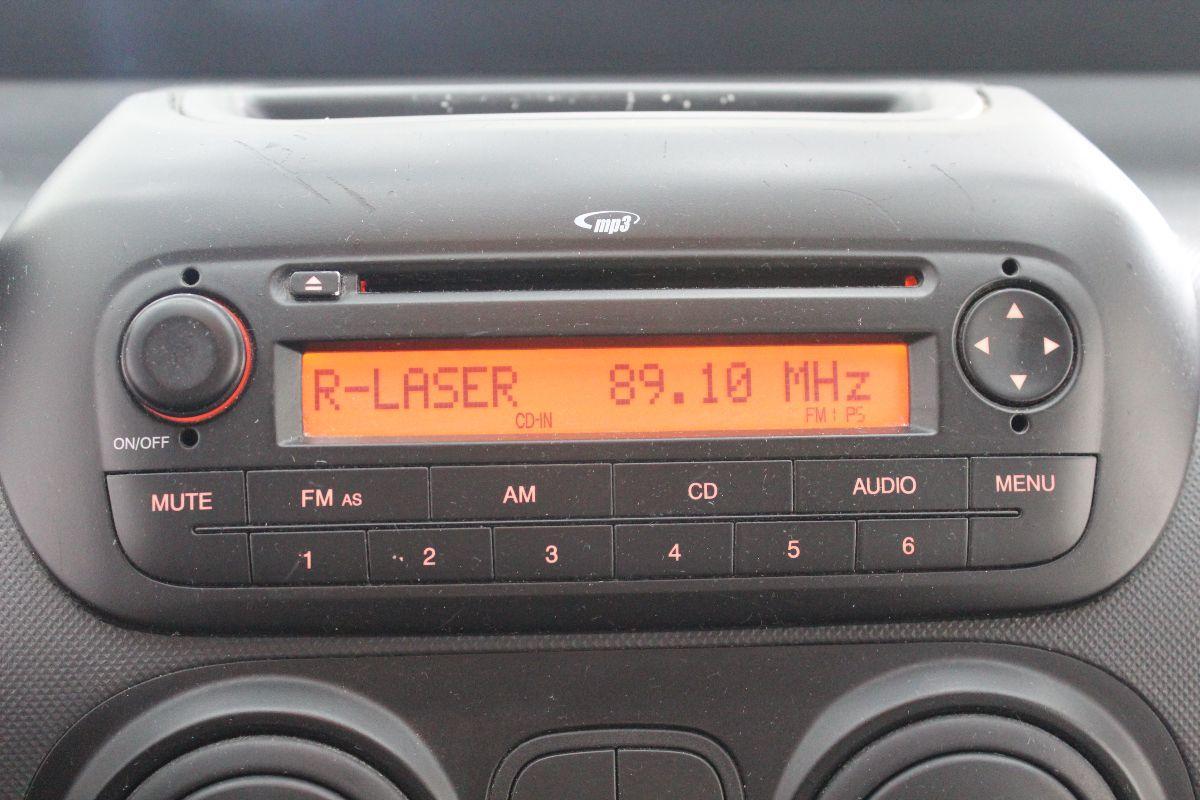 mp3
R-LASER 89.10 MHz
CD-IN FM1 PS
ON/OFF
MUTE FM AS AM CD AUDIO MENU
1 2 3 4 5 6